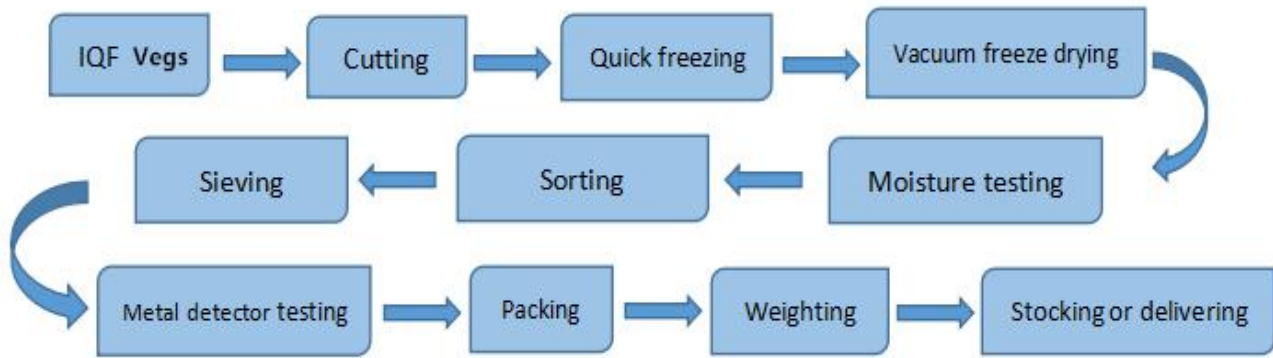 IQF Vegs
Cutting
Quick freezing
Vacuum freeze drying
Moisture testing
Sorting
Sieving
Metal detector testing
Packing
Weighting
Stocking or delivering